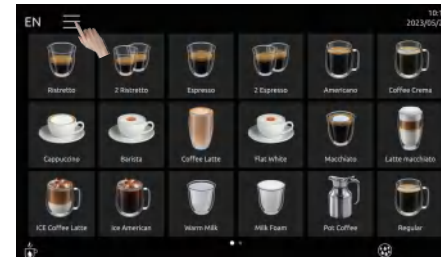 EN
10:
2023/05/2
Ristretto
2 Ristretto
Espresso
2 Espresso
Americano
Coffee Crema
Cappuccino
Barista
Coffee Latte
Flat White
Macchiato
Latte macchiato
ICE Coffee Latte
Ice American
Warm Milk
Milk Foam
Pot Coffee
Regular